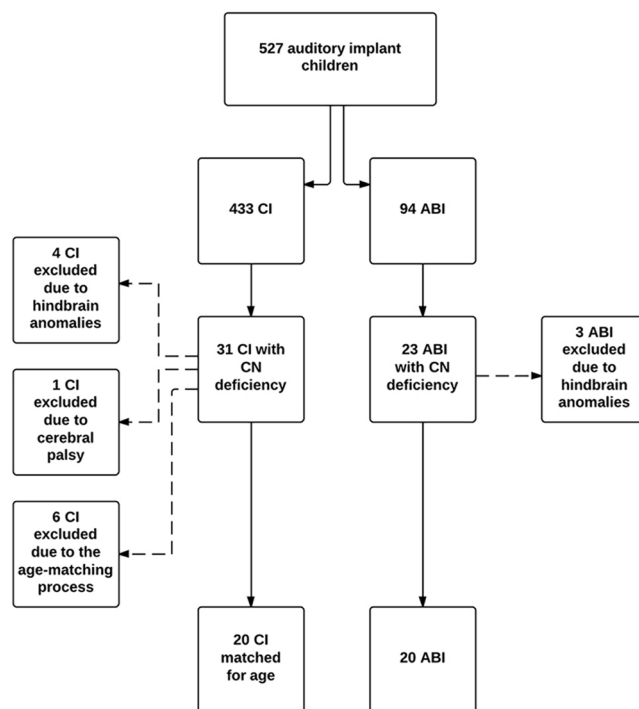 527 auditory implant
children
433 CI
94 ABI
4 CI
excluded
due to
hindbrain
anomalies
31 CI with
CN
deficiency
23 ABI
with CN
deficiency
3 ABI
excluded
due to
hindbrain
anomalies
1 CI
excluded
due to
cerebral
palsy
6 CI
excluded
due to the
age-matching
process
20 CI
matched
for age
20 ABI